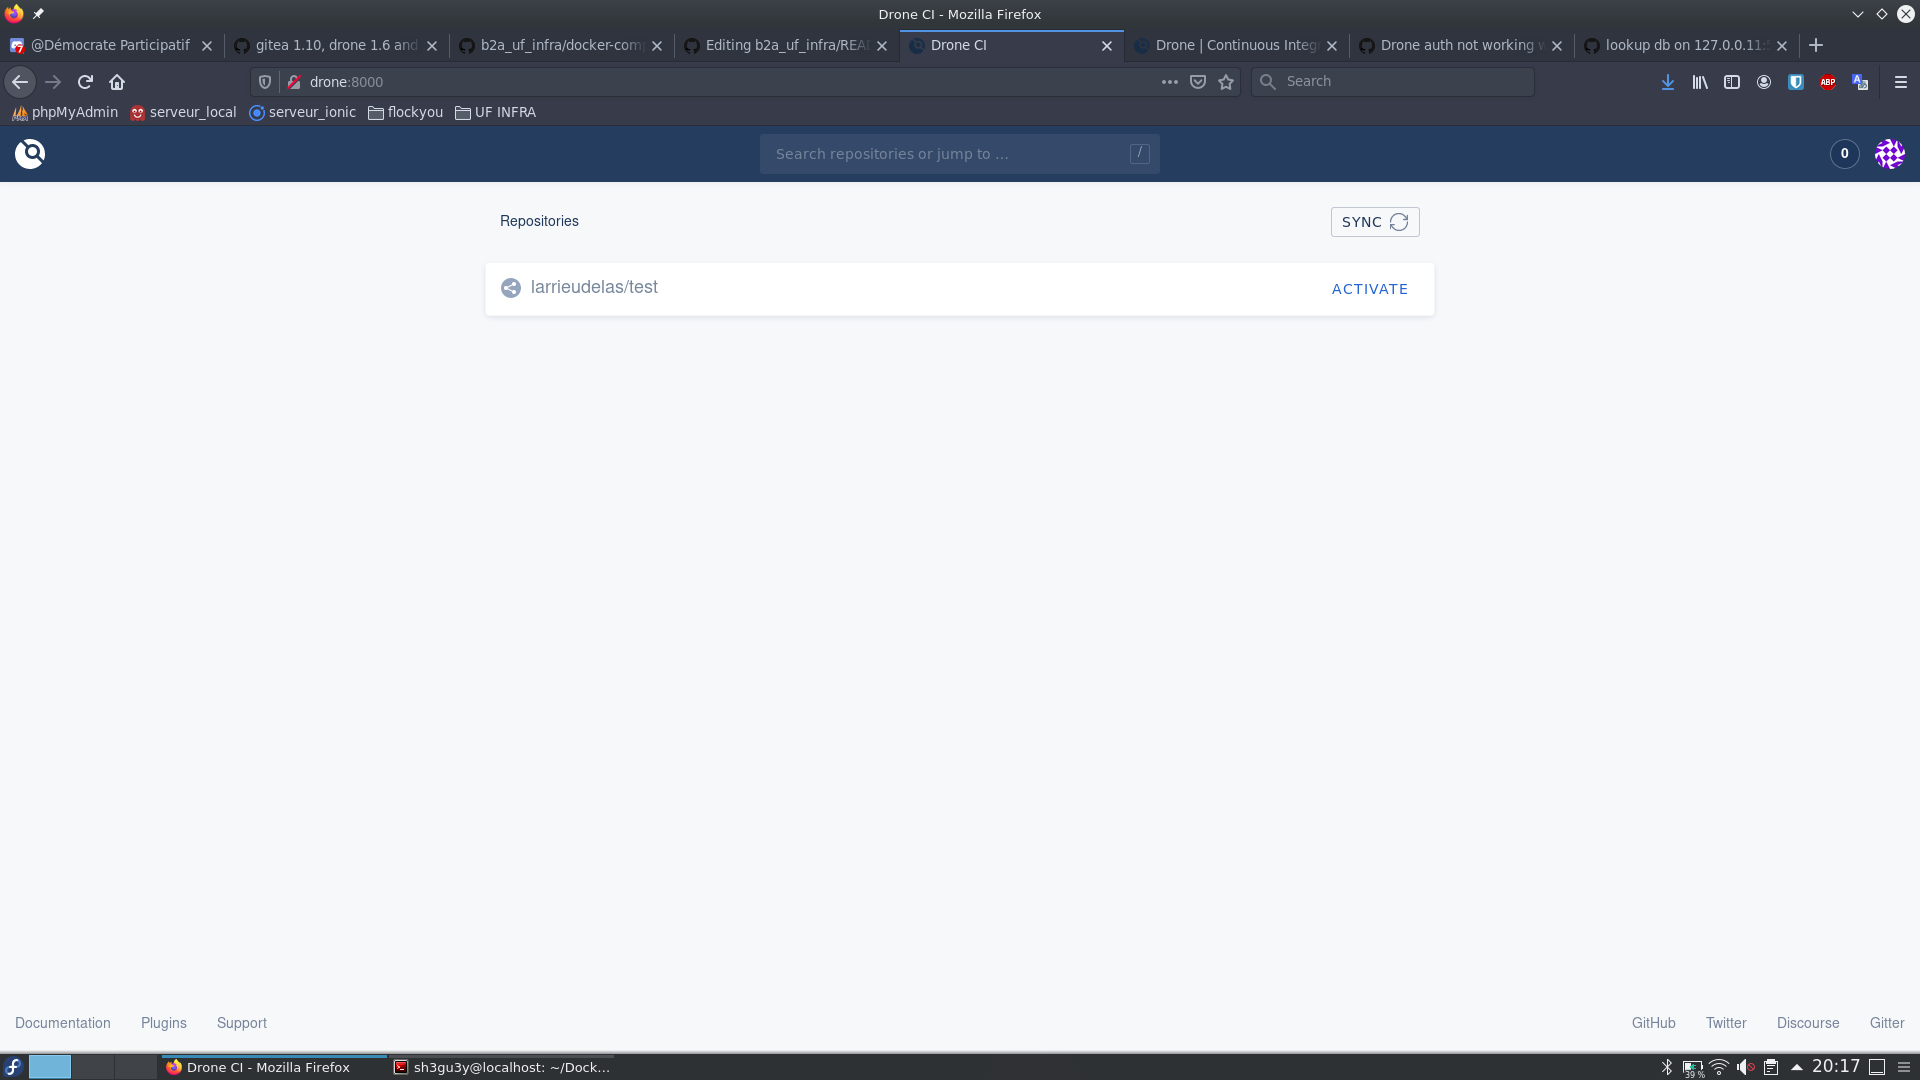 Drone CI - Mozilla Firefox
@Démocrate Participatif
gitea 1.10, drone 1.6 and
b2a_uf_infra/docker-com
Editing b2a_uf_infra/REA
Drone CI
Drone | Continuous Integ
Drone auth not working
lookup db on 127.0.0.11:
drone:8000
Search
ABP
phpMyAdmin
serveur_local
serveur_ionic
flockyou
UF INFRA
Search repositories or jump to …
/
0
Repositories
SYNC
larrieudelas/test
ACTIVATE
Documentation
Plugins
Support
GitHub
Twitter
Discourse
Gitter
Drone CI - Mozilla Firefox
sh3gu3y@localhost: ~/Dock...
39 %
20:17